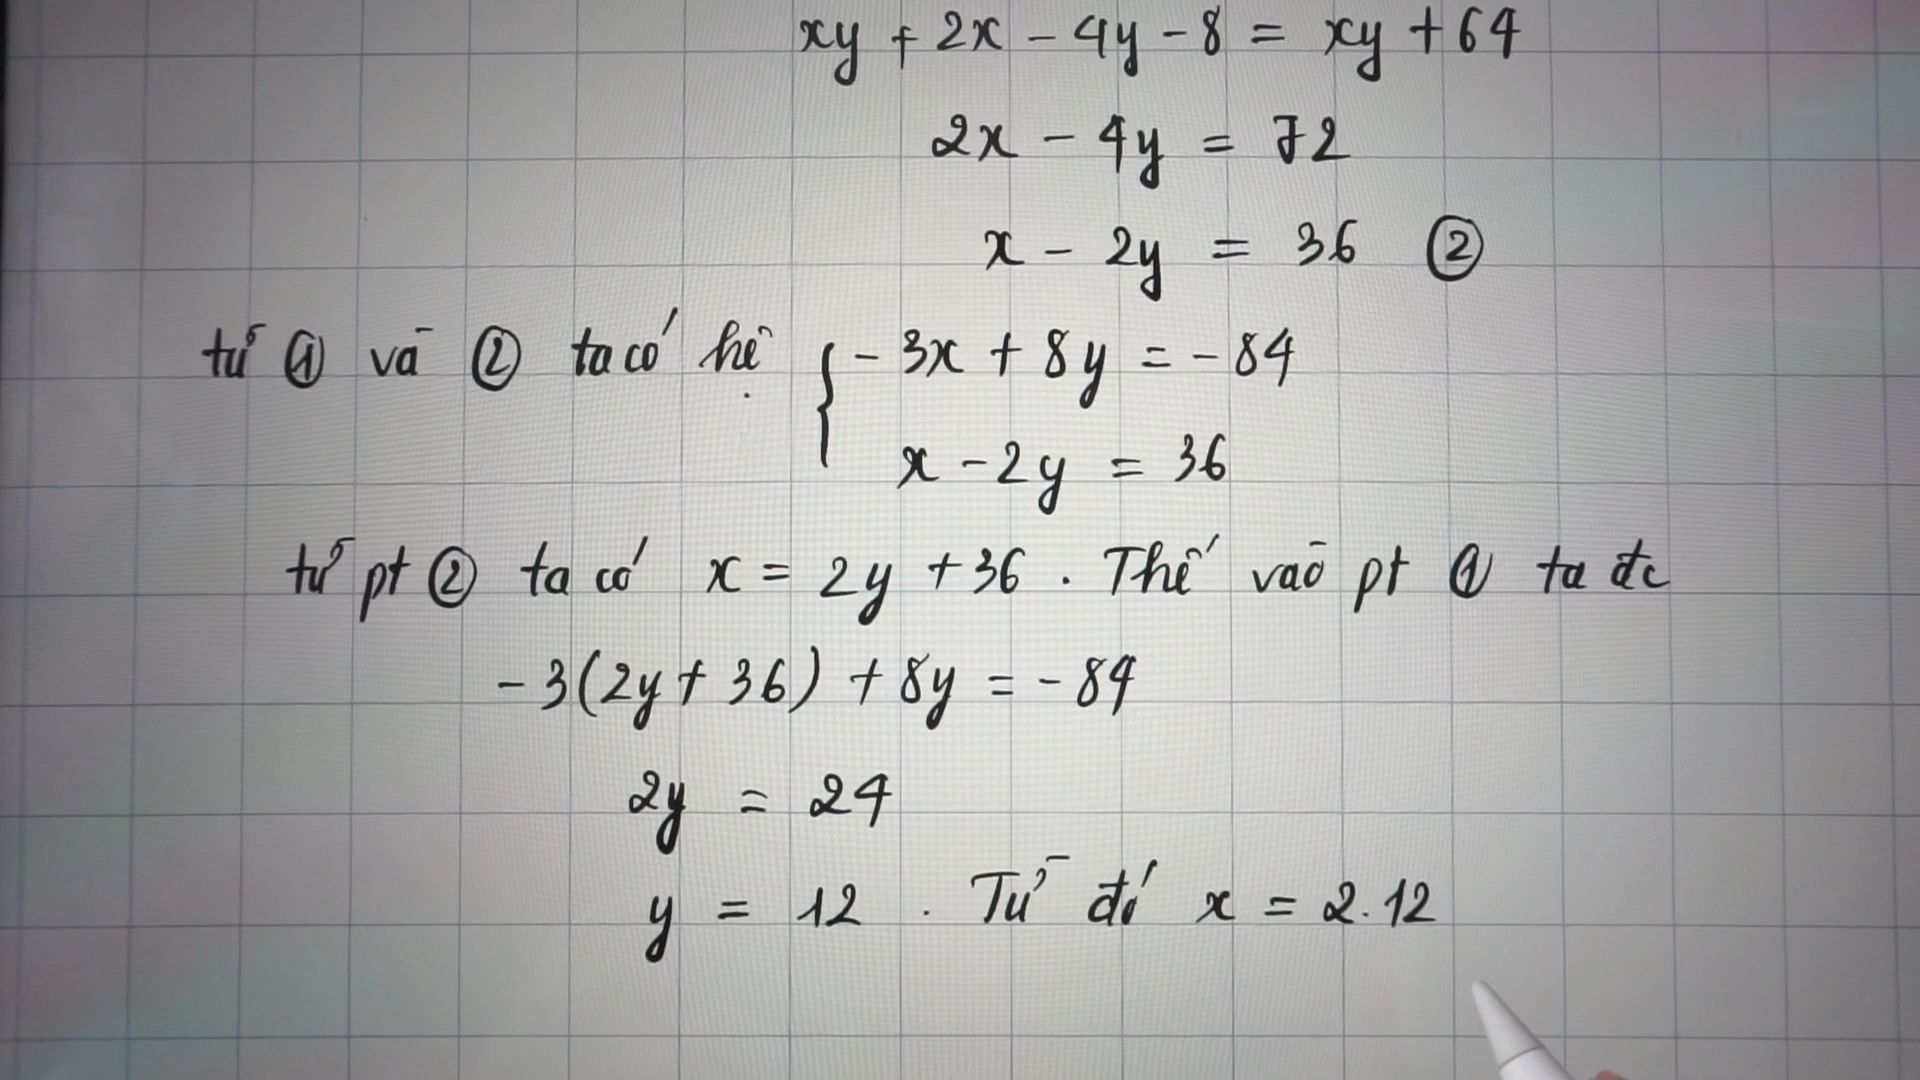 xy + 2x - 4y - 8 = xy + 64
2x - 4y = 72
x - 2y = 36 ②
từ ① và ② ta có hệ { - 3x + 8y = - 84
x - 2y = 36
từ pt ② ta có x = 2y + 36 . Thế vào pt ① ta đc
- 3(2y + 36) + 8y = - 84
2y = 24
y = 12 . Từ đó x = 2.12